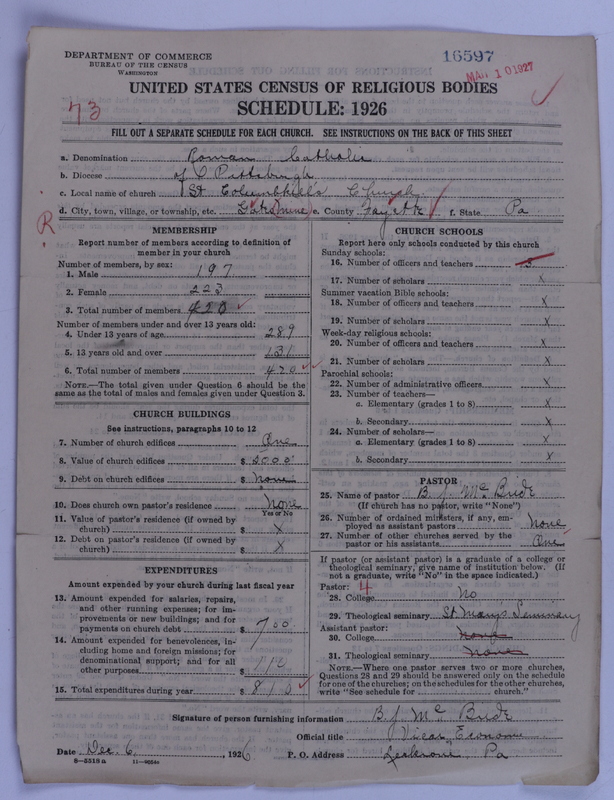 DEPARTMENT OF COMMERCE
BUREAU OF THE CENSUS
WASHINGTON
16597
MAR 10 1927
UNITED STATES CENSUS OF RELIGIOUS BODIES
SCHEDULE: 1926
73
FILL OUT A SEPARATE SCHEDULE FOR EACH CHURCH. SEE INSTRUCTIONS ON THE BACK OF THIS SHEET
a. Denomination Roman Catholic
b. Diocese of Pittsburgh
c. Local name of church St Columbkill's Church.
d. City, town, village, or township, etc. e. County Fayette f. State Pa
R
MEMBERSHIP
Report number of members according to definition of member in your church
Number of members, by sex:
1. Male 197
2. Female 223
3. Total number of members 420
Number of members under and over 13 years old:
4. Under 13 years of age 289
5. 13 years old and over 131
6. Total number of members 420
NOTE.—The total given under Question 6 should be the same as the total of males and females given under Question 3.
CHURCH BUILDINGS
See instructions, paragraphs 10 to 12
7. Number of church edifices One
8. Value of church edifices $ 5000
9. Debt on church edifices $ None
10. Does church own pastor's residence None
Yes or No
11. Value of pastor's residence (if owned by church) $ X
12. Debt on pastor's residence (if owned by church) $ X
EXPENDITURES
Amount expended by your church during last fiscal year
13. Amount expended for salaries, repairs, and other running expenses; for improvements or new buildings; and for payments on church debt $ 700
14. Amount expended for benevolences, including home and foreign missions; for denominational support; and for all other purposes 110
15. Total expenditures during year $ 810
CHURCH SCHOOLS
Report here only schools conducted by this church
Sunday schools:
16. Number of officers and teachers
17. Number of scholars X
Summer vacation Bible schools:
18. Number of officers and teachers X
19. Number of scholars X
Week-day religious schools:
20. Number of officers and teachers X
21. Number of scholars X
Parochial schools:
22. Number of administrative officers X
23. Number of teachers—
a. Elementary (grades 1 to 8) X
b. Secondary X
24. Number of scholars—
a. Elementary (grades 1 to 8) X
b. Secondary X
PASTOR
25. Name of pastor B. J. McBride
(If church has no pastor, write "None")
26. Number of ordained ministers, if any, employed as assistant pastors None
27. Number of other churches served by the pastor or his assistants One
If pastor (or assistant pastor) is a graduate of a college or theological seminary, give name of institution below. (If not a graduate, write "No" in the space indicated.)
Pastor: 4
28. College No
29. Theological seminary St. Mary's Seminary
Assistant pastor:
30. College None
31. Theological seminary None
NOTE.—Where one pastor serves two or more churches, Questions 28 and 29 should be answered only on the schedule for one of the churches; on the schedules for the other churches, write "See schedule for ______ church."
Signature of person furnishing information B. J. McBride
Official title Vicar Econome
Date Dec. 6, 1926 P. O. Address Leckrone, Pa
8—5518a 11—9054c